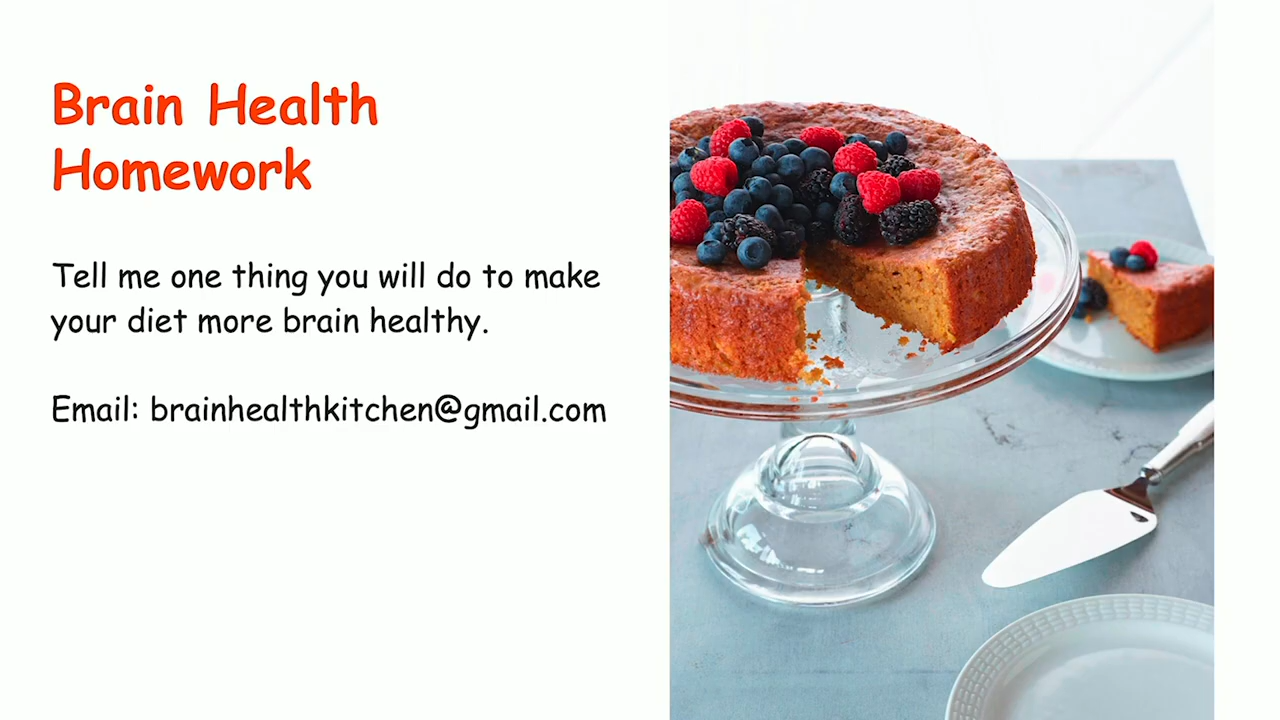 Brain Health
Homework
Tell me one thing you will do to make
your diet more brain healthy.
Email: brainhealthkitchen@gmail.com